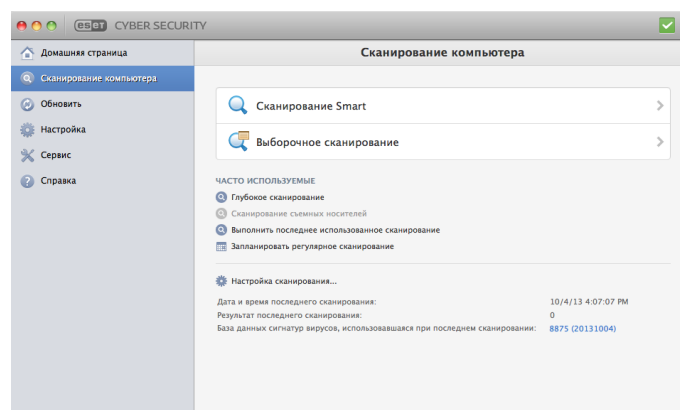 eset CYBER SECURITY
Домашняя страница
Сканирование компьютера
Обновить
Настройка
Сервис
Справка
Сканирование компьютера
Сканирование Smart
Выборочное сканирование
ЧАСТО ИСПОЛЬЗУЕМЫЕ
Глубокое сканирование
Сканирование съемных носителей
Выполнить последнее использованное сканирование
Запланировать регулярное сканирование
Настройка сканирования...
Дата и время последнего сканирования: 10/4/13 4:07:07 PM
Результат последнего сканирования: 0
База данных сигнатур вирусов, использовавшаяся при последнем сканировании: 8875 (20131004)